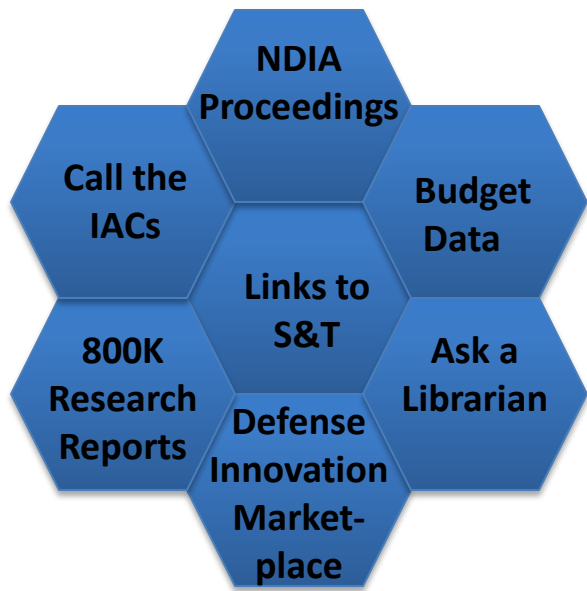 NDIA
Proceedings
Call the
IACs
Budget
Data
Links to
S&T
800K
Research
Reports
Ask a
Librarian
Defense
Innovation
Market-
place